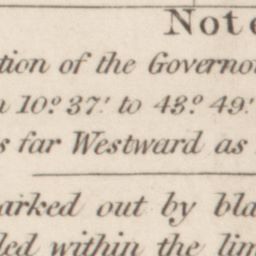 Note
tion of the Governo
n 10° 37' to 43° 49'
s far Westward as
arked out by bla
led within the lim